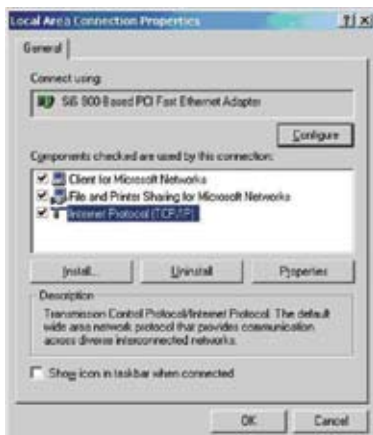 Local Area Connection Properties
General
Connect using:
SiS 900-Based PCI Fast Ethernet Adapter
Configure
Components checked are used by this connection:
Client for Microsoft Networks
File and Printer Sharing for Microsoft Networks
Internet Protocol (TCP/IP)
Install...
Uninstall
Properties
Description
Transmission Control Protocol/Internet Protocol. The default
wide area network protocol that provides communication
across diverse interconnected networks.
Show icon in taskbar when connected
OK
Cancel